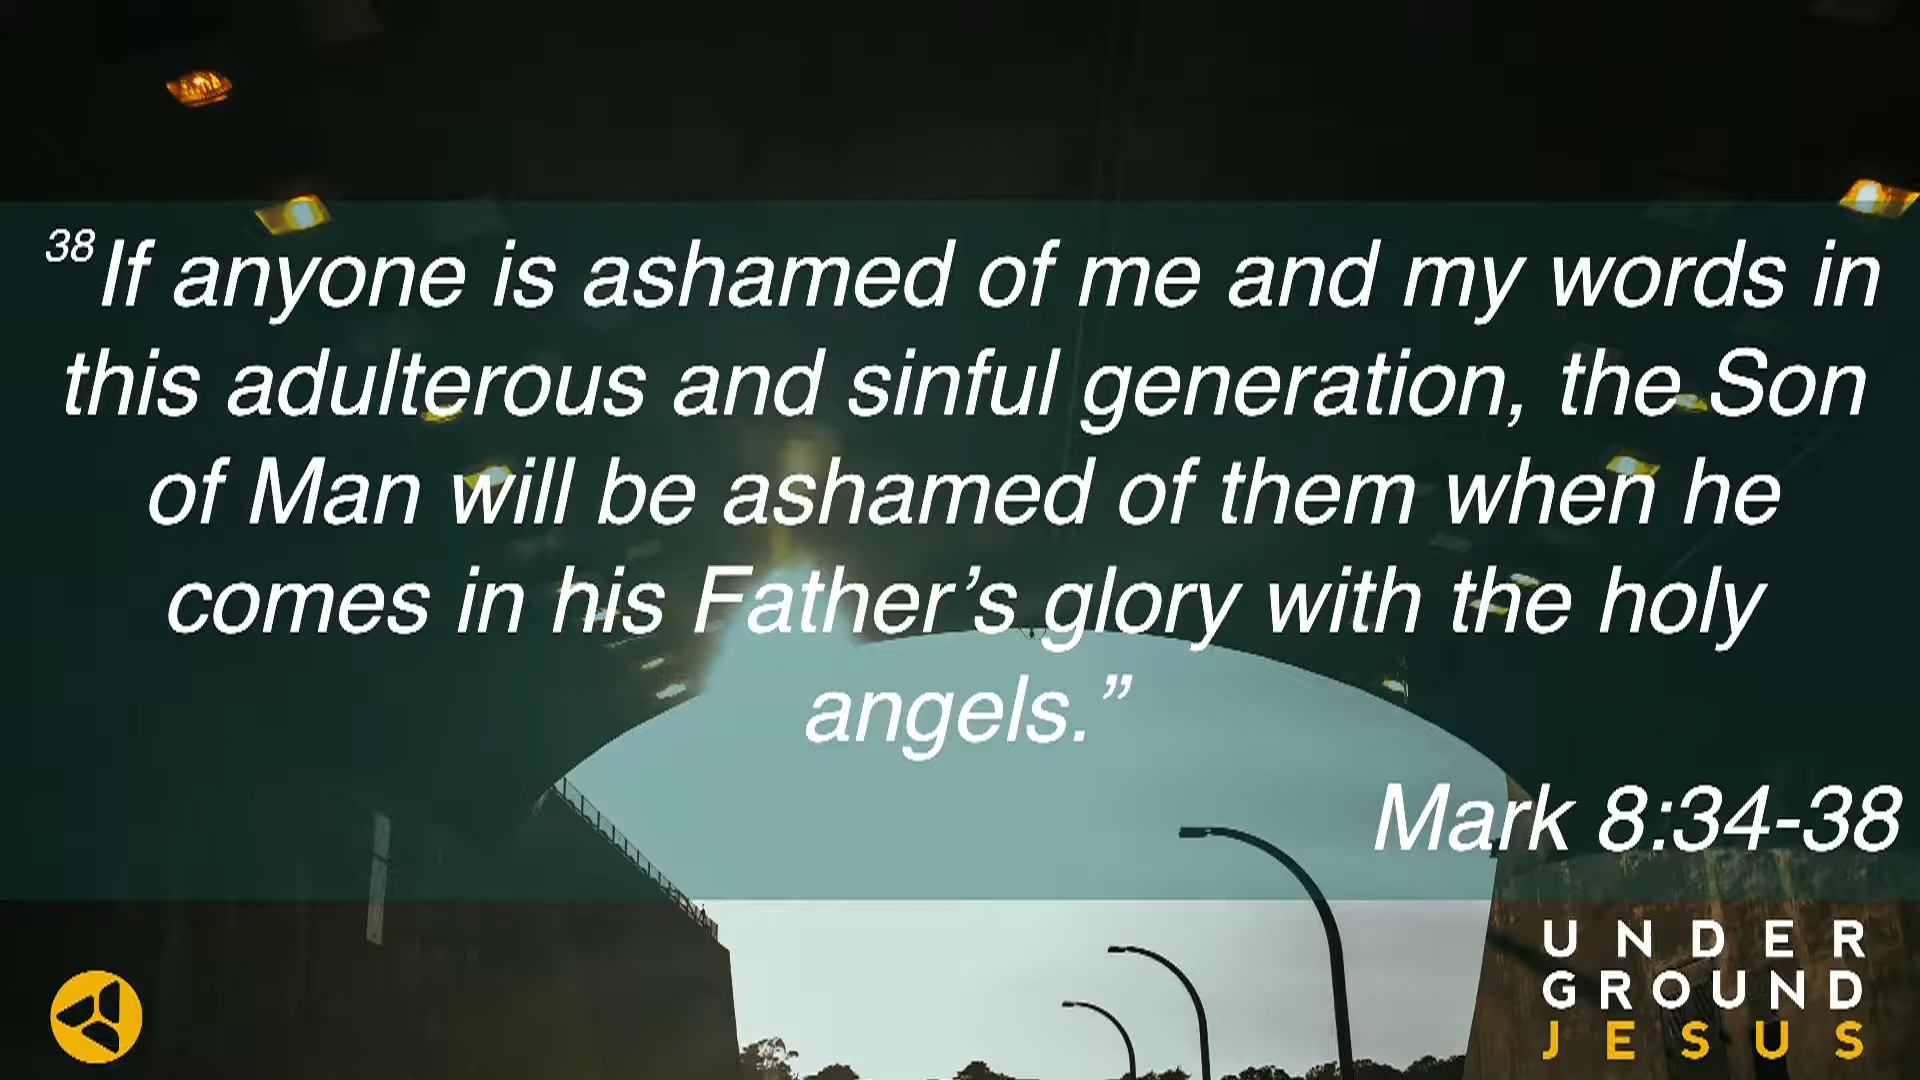 38 If anyone is ashamed of me and my words in
this adulterous and sinful generation, the Son
of Man will be ashamed of them when he
comes in his Father’s glory with the holy
angels.”
Mark 8:34-38
UNDER
GROUND
JESUS